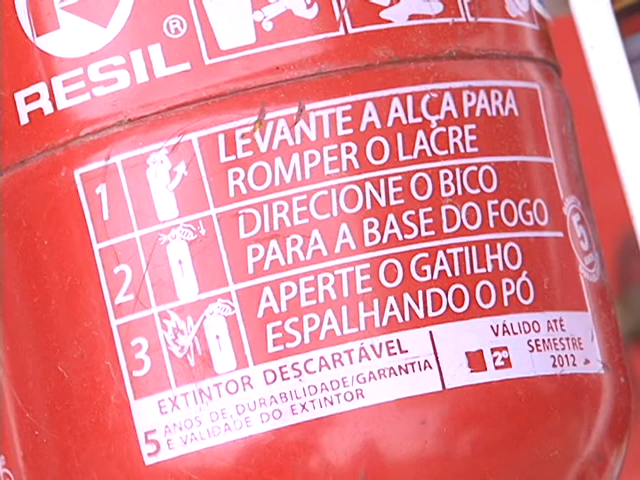 RESIL®
1 LEVANTE A ALÇA PARA
ROMPER O LACRE
2 DIRECIONE O BICO
PARA A BASE DO FOGO
3 APERTE O GATILHO
ESPALHANDO O PÓ
EXTINTOR DESCARTÁVEL
5 ANOS DE DURABILIDADE/GARANTIA
E VALIDADE DO EXTINTOR
VÁLIDO ATÉ
2º SEMESTRE
2012
5